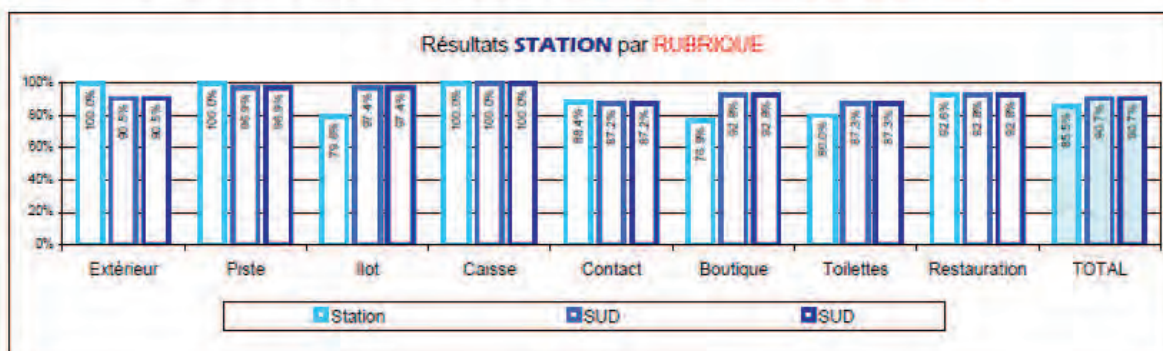 Résultats STATION par RUBRIQUE
100%
80%
60%
40%
20%
0%
100.0% 90.5% 90.5%
100.0% 96.9% 96.9%
79.6% 97.4% 97.4%
100.0% 100.0% 100.0%
88.4% 87.2% 87.2%
76.9% 92.8% 92.8%
80.0% 87.3% 87.3%
92.6% 92.8% 92.8%
85.5% 90.7% 90.7%
Extérieur Piste Ilot Caisse Contact Boutique Toilettes Restauration TOTAL
Station SUD SUD